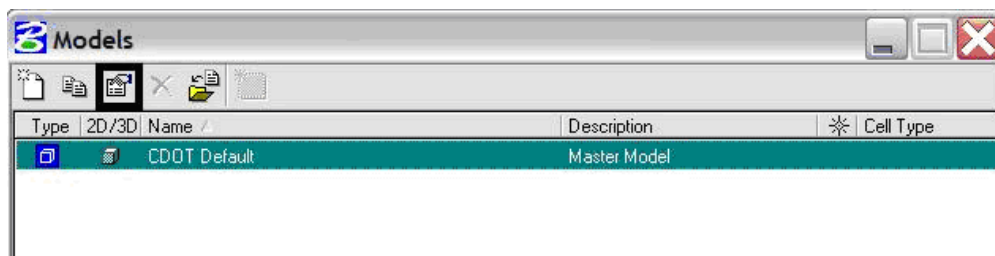 Models
Type 2D/3D Name Description Cell Type
CDOT Default Master Model